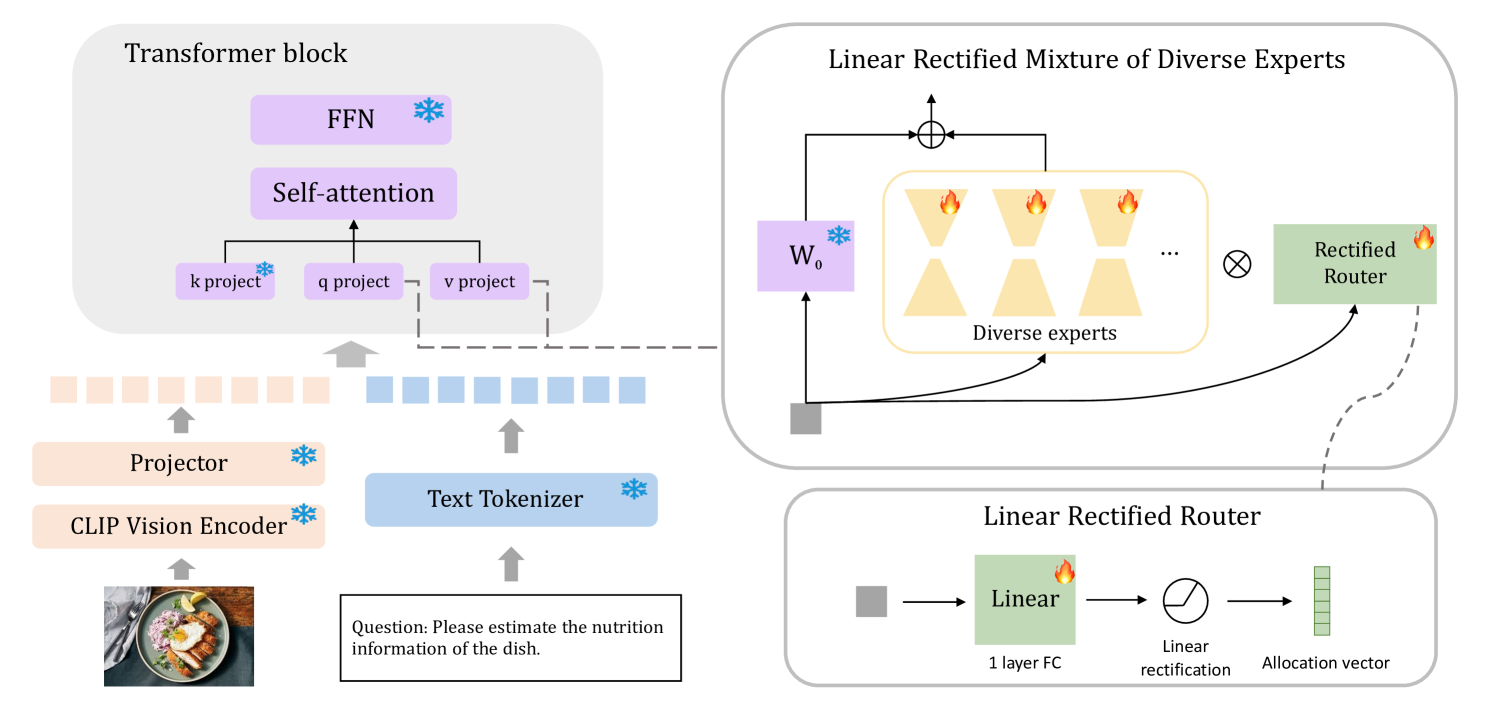 Transformer block
FFN
Self-attention
k project
q project
v project
Projector
CLIP Vision Encoder
Text Tokenizer
Question: Please estimate the nutrition
information of the dish.
Linear Rectified Mixture of Diverse Experts
W₀
...
Diverse experts
Rectified
Router
Linear Rectified Router
Linear
1 layer FC
Linear
rectification
Allocation vector